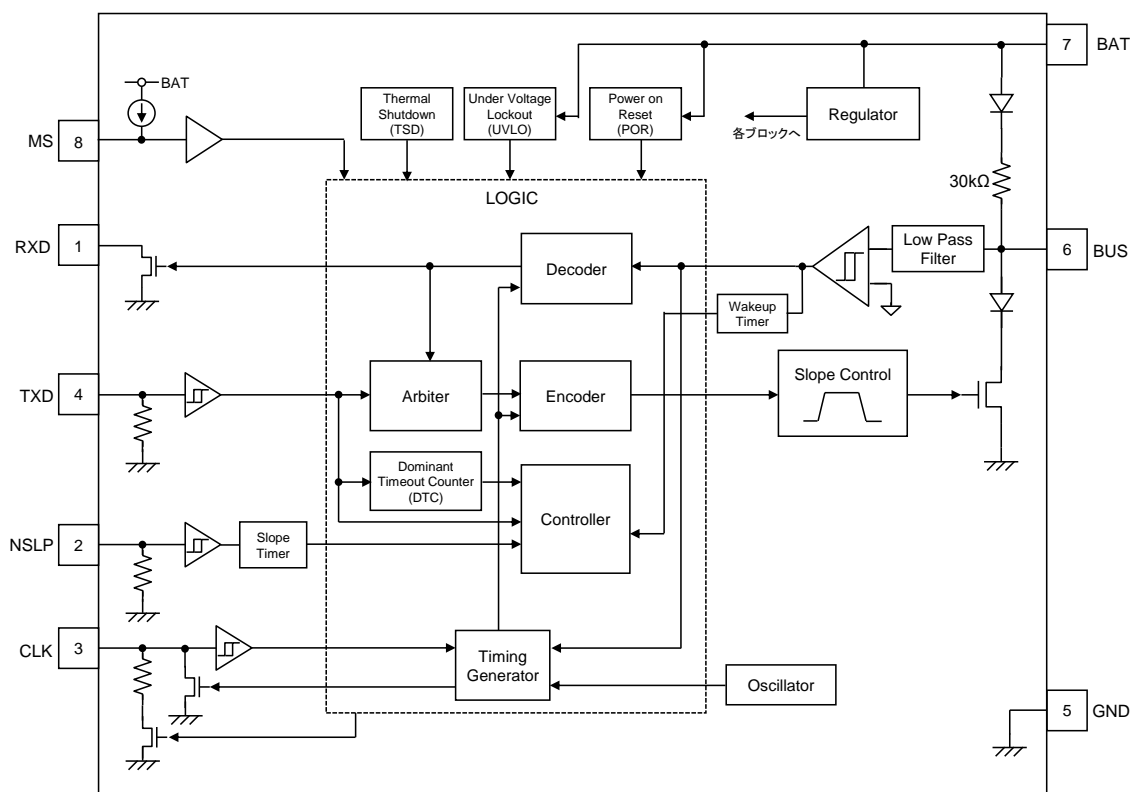 7
BAT
BAT
Thermal
Shutdown
(TSD)
Under Voltage
Lockout
(UVLO)
Power on
Reset
(POR)
Regulator
各ブロックへ
MS
8
30kΩ
LOGIC
RXD
1
Decoder
Low Pass
Filter
6
BUS
Wakeup
Timer
TXD
4
Arbiter
Encoder
Slope Control
Dominant
Timeout Counter
(DTC)
Controller
NSLP
2
Slope
Timer
CLK
3
Timing
Generator
Oscillator
5
GND